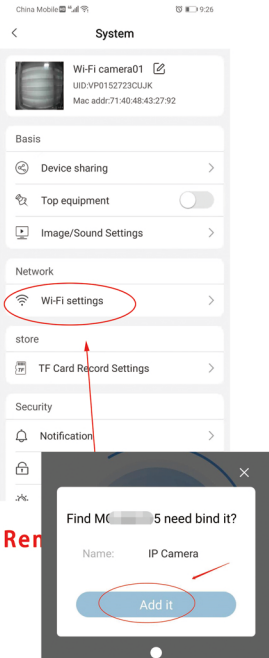 China Mobile HD 4G 9:26
System
Wi-Fi camera01
UID:VP0152723CUJK
Mac addr:71:40:48:43:27:92
Basis
Device sharing
Top equipment
Image/Sound Settings
Network
Wi-Fi settings
store
TF Card Record Settings
Security
Notification
Find M 5 need bind it?
Name: IP Camera
Add it